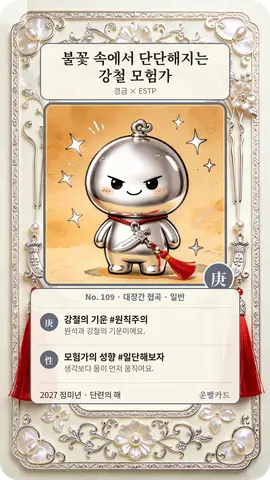 불꽃 속에서 단단해지는
강철 모험가
경금 × ESTP
庚
No. 109 · 대장간 협곡 · 일반
庚
강철의 기운 #원칙주의
원석과 강철의 기운이에요.
性
모험가의 성향 #일단해보자
생각보다 몸이 먼저 움직여요.
2027 정미년 · 단련의 해
운빨카드